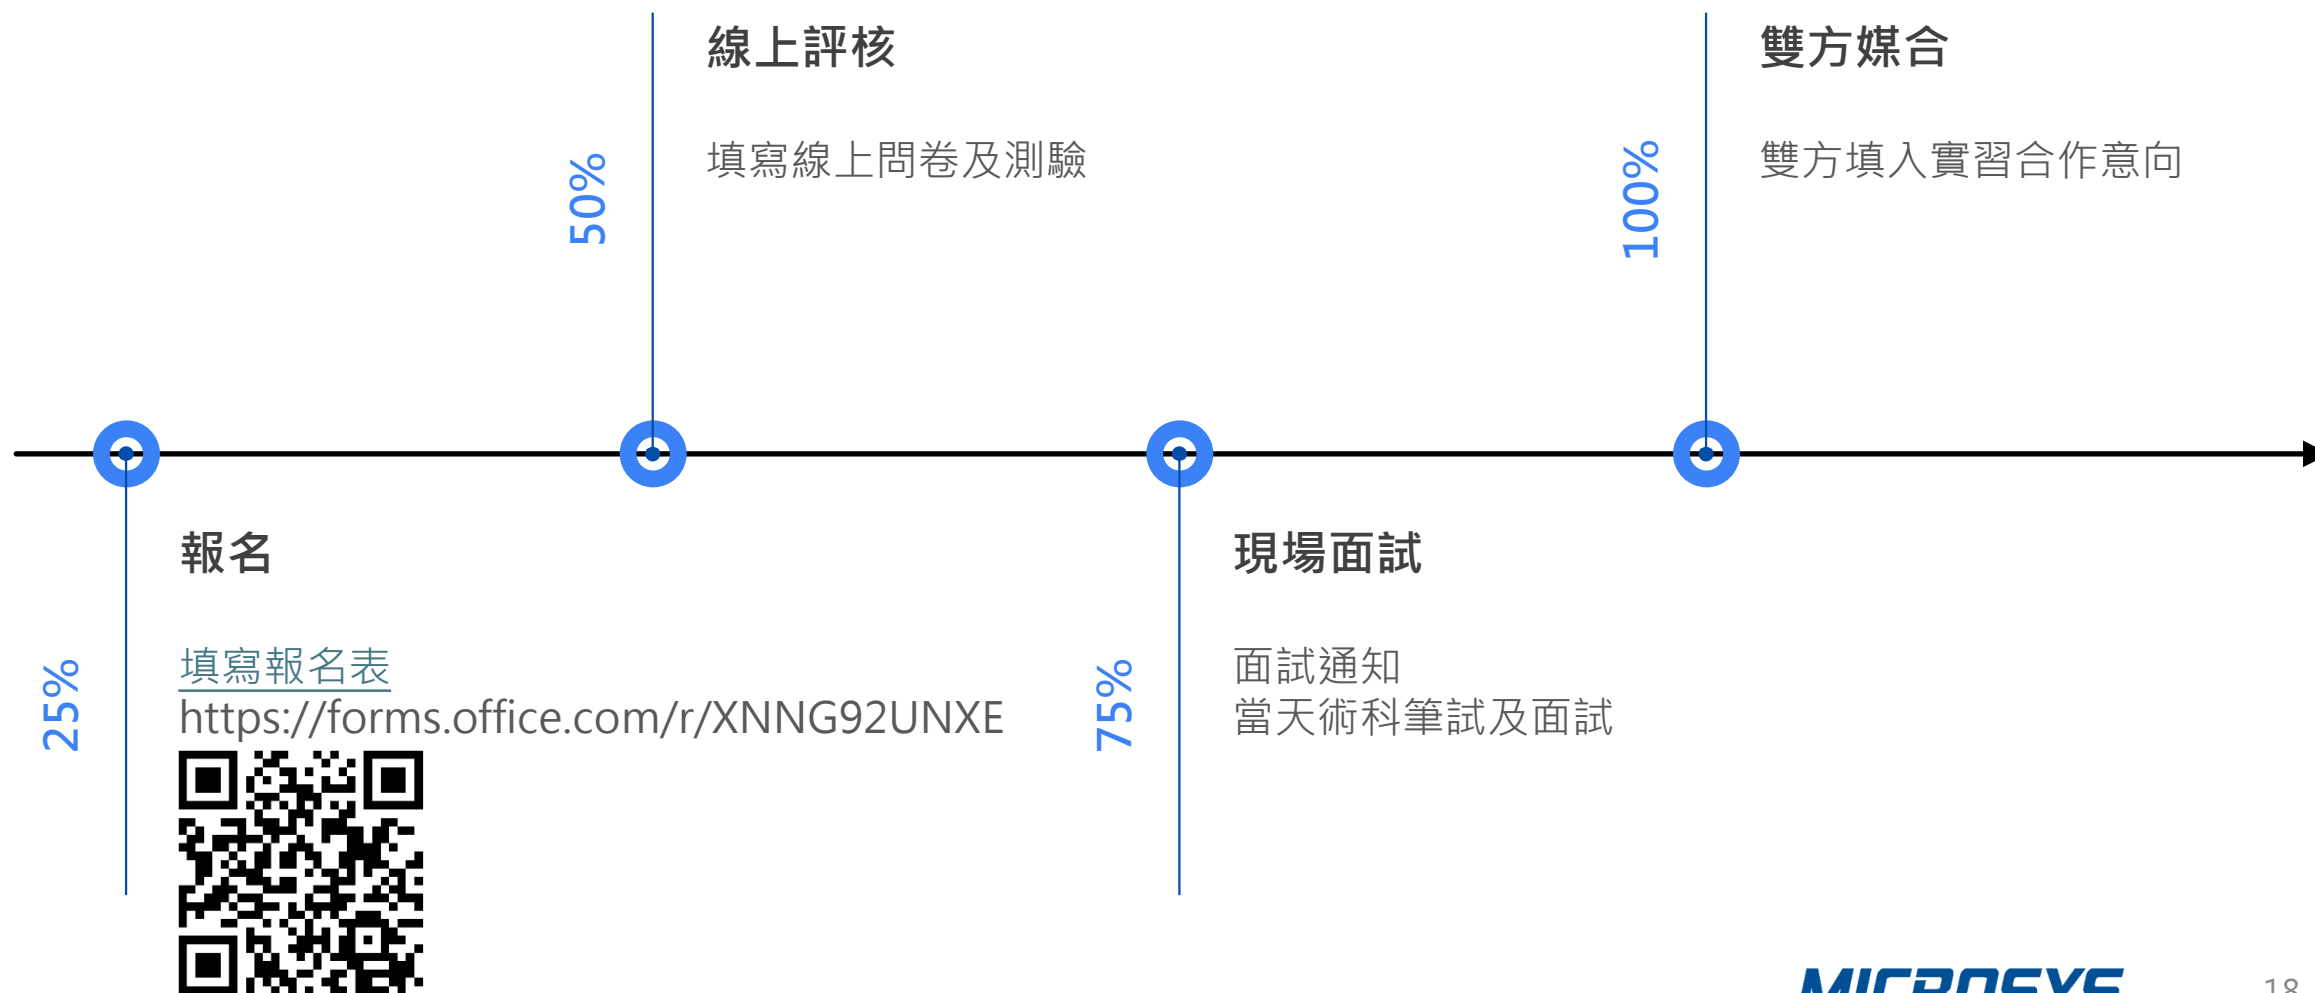 線上評核
填寫線上問卷及測驗
50%
雙方媒合
雙方填入實習合作意向
100%
報名
填寫報名表
https://forms.office.com/r/XNNG92UNXE
25%
現場面試
面試通知
當天術科筆試及面試
75%
MICROSYS
18